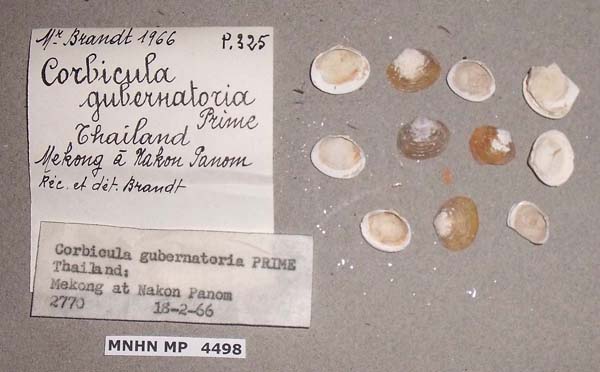 Mr Brandt 1966 P.325
Corbicula
gubernatoria
Prime
Thailand
Mekong à Nakon Panom
Réc. et dét. Brandt
Corbicula gubernatoria PRIME
Thailand;
Mekong at Nakon Panom
2770 18-2-66
MNHN MP 4498